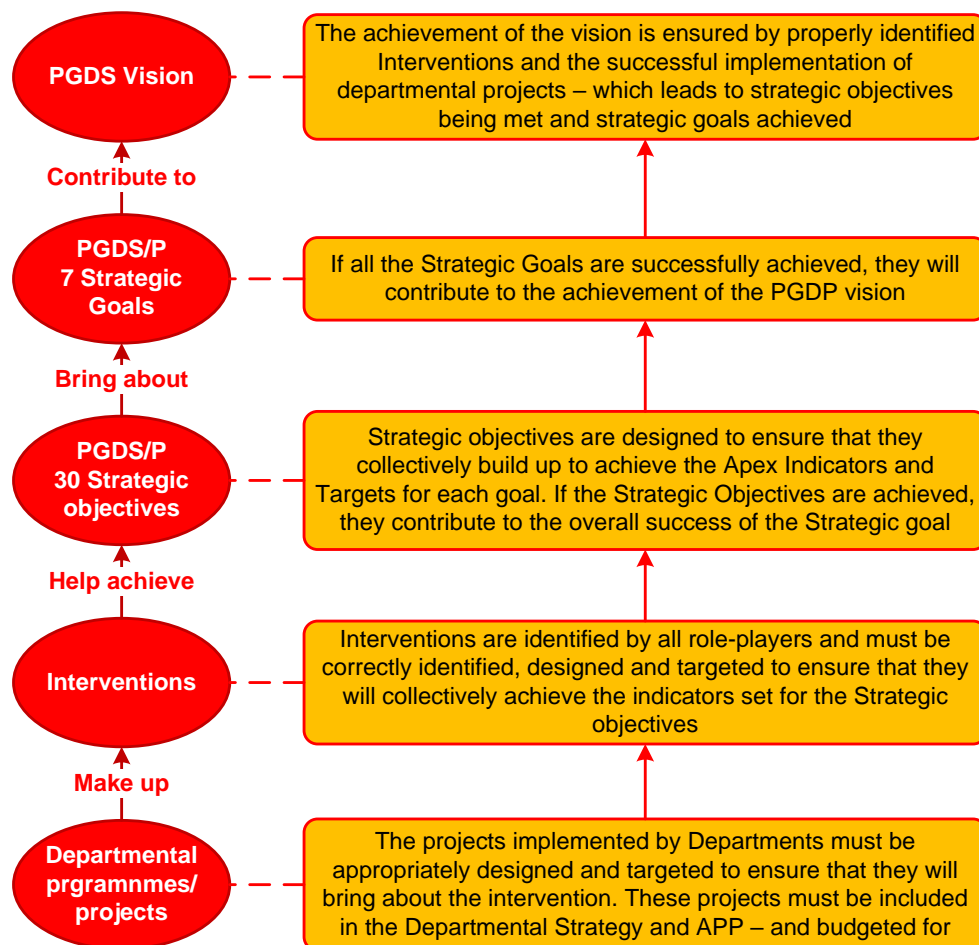 PGDS Vision
The achievement of the vision is ensured by properly identified
Interventions and the successful implementation of
departmental projects – which leads to strategic objectives
being met and strategic goals achieved
Contribute to
PGDS/P
7 Strategic
Goals
If all the Strategic Goals are successfully achieved, they will
contribute to the achievement of the PGDP vision
Bring about
PGDS/P
30 Strategic
objectives
Strategic objectives are designed to ensure that they
collectively build up to achieve the Apex Indicators and
Targets for each goal. If the Strategic Objectives are achieved,
they contribute to the overall success of the Strategic goal
Help achieve
Interventions
Interventions are identified by all role-players and must be
correctly identified, designed and targeted to ensure that they
will collectively achieve the indicators set for the Strategic
objectives
Make up
Departmental
prgramnmes/
projects
The projects implemented by Departments must be
appropriately designed and targeted to ensure that they will
bring about the intervention. These projects must be included
in the Departmental Strategy and APP – and budgeted for